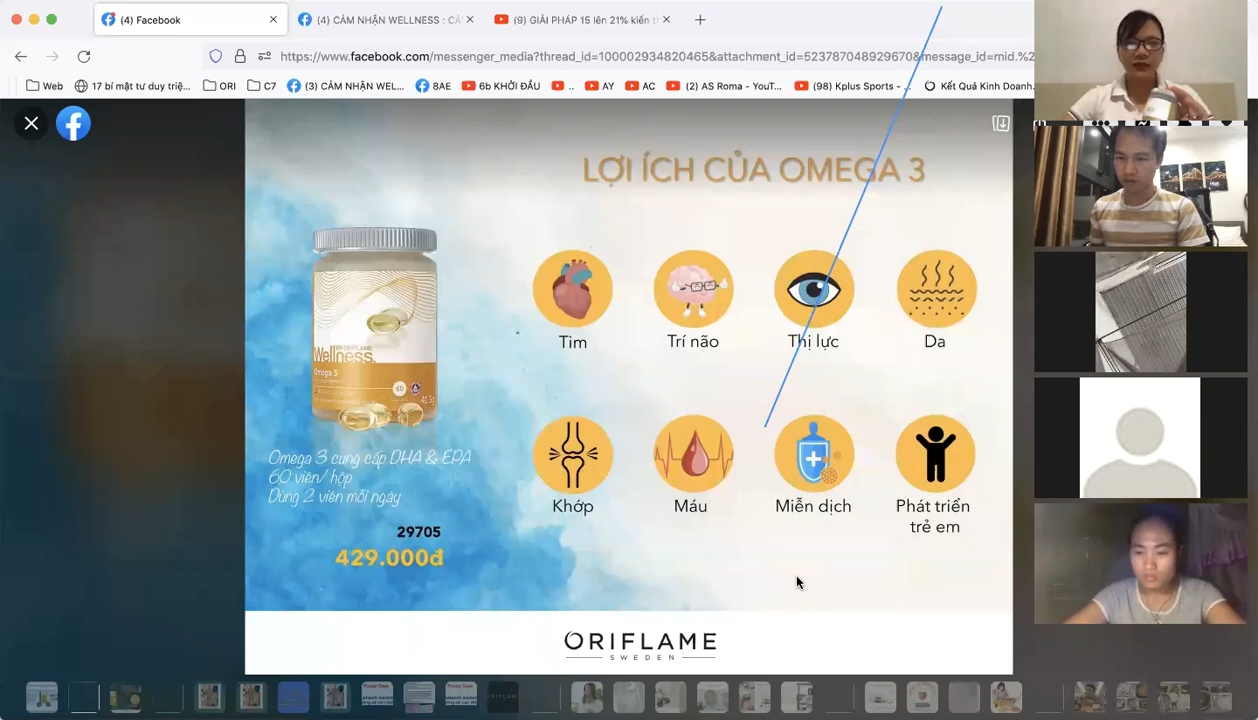 (4) Facebook
(4) CẢM NHẬN WELLNESS : CẢ
(9) GIẢI PHÁP 15 lên 21% kiến th
https://www.facebook.com/messenger_media?thread_id=100002934820465&attachment_id=523787048929670&message_id=mid.%2
Web
17 bí mật tư duy triệ...
ORI
C7
(3) CẢM NHẬN WEL...
8AE
6b KHỞI ĐẦU
..
AY
AC
(2) AS Roma - YouT...
(98) Kplus Sports - ...
Kết Quả Kinh Doanh.
LỢI ÍCH CỦA OMEGA 3
Tim
Trí não
Thị lực
Da
BY ORIFLAME
Wellness.
Omega 3
60
Khớp
Máu
Miễn dịch
Phát triển
trẻ em
Omega 3 cung cấp DHA & EPA
60 viên/ hộp
Dùng 2 viên mỗi ngày
29705
429.000đ
ORIFLAME
SWEDEN